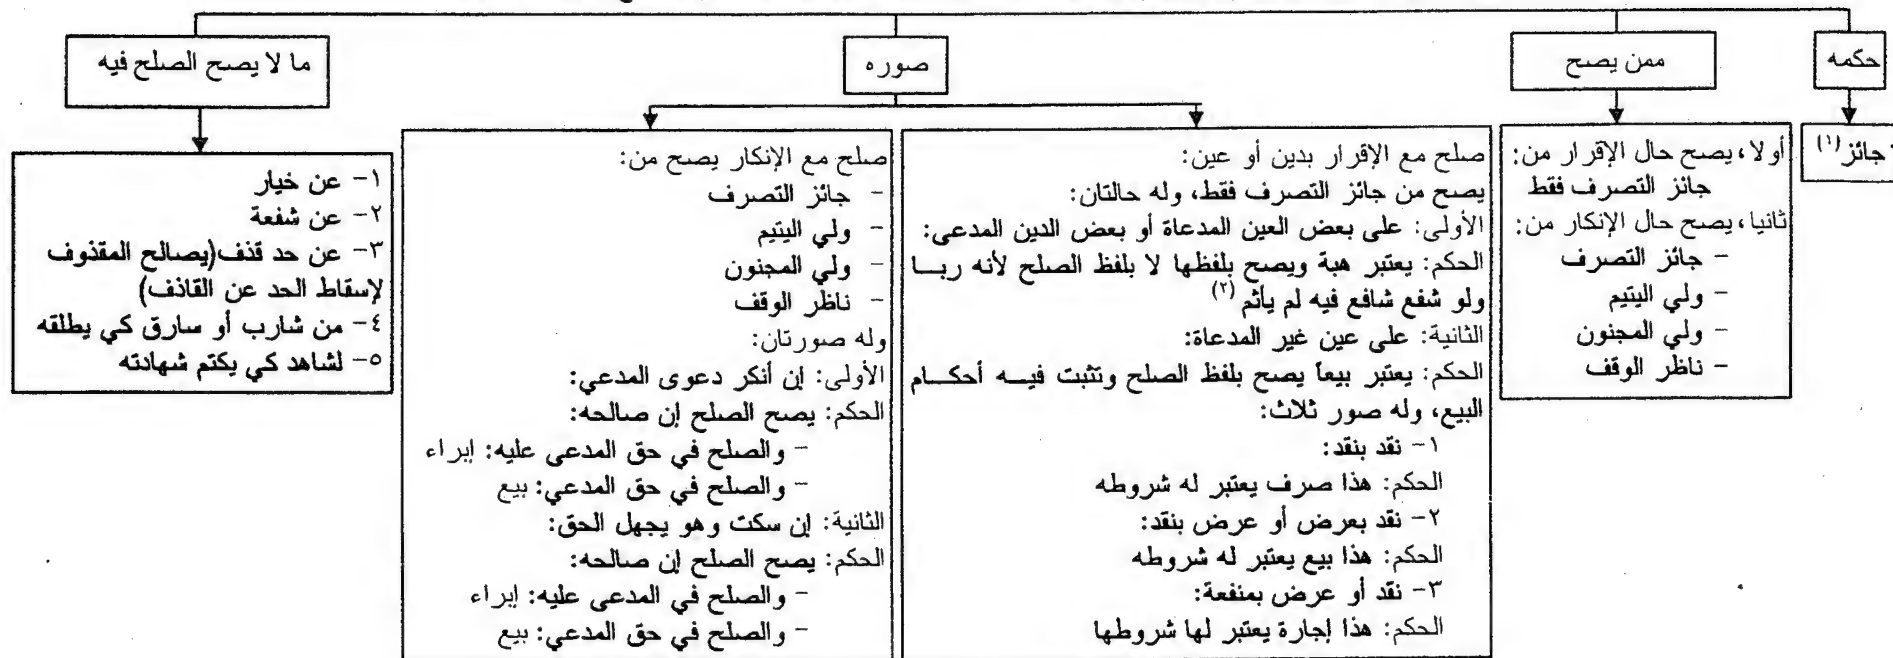 حكمه
جائز(١)
ممن يصح
أولا، يصح حال الإقرار من:
جائز التصرف فقط
ثانيا، يصح حال الإنكار من:
- جائز التصرف
- ولي اليتيم
- ولي المجنون
- ناظر الوقف
صوره
صلح مع الإقرار بدين أو عين:
يصح من جائز التصرف فقط، وله حالتان:
الأولى: على بعض العين المدعاة أو بعض الدين المدعى:
الحكم: يعتبر هبة ويصح بلفظها لا بلفظ الصلح لأنه ربا
ولو شفع شافع فيه لم يأثم (٢)
الثانية: على عين غير المدعاة:
الحكم: يعتبر بيعاً يصح بلفظ الصلح وتثبت فيه أحكام
البيع، وله صور ثلاث:
١- نقد بنقد:
الحكم: هذا صرف يعتبر له شروطه
٢- نقد بعرض أو عرض بنقد:
الحكم: هذا بيع يعتبر له شروطه
٣- نقد أو عرض بمنفعة:
الحكم: هذا إجارة يعتبر لها شروطها
صلح مع الإنكار يصح من:
- جائز التصرف
- ولي اليتيم
- ولي المجنون
- ناظر الوقف
وله صورتان:
الأولى: إن أنكر دعوى المدعي:
الحكم: يصح الصلح إن صالحه:
- والصلح في حق المدعى عليه: إبراء
- والصلح في حق المدعي: بيع
الثانية: إن سكت وهو يجهل الحق:
الحكم: يصح الصلح إن صالحه:
- والصلح في المدعى عليه: إبراء
- والصلح في حق المدعي: بيع
ما لا يصح الصلح فيه
١- عن خيار
٢- عن شفعة
٣- عن حد قذف(يصالح المقذوف
لإسقاط الحد عن القاذف)
٤- من شارب أو سارق كي يطلقه
٥- لشاهد كي يكتم شهادته